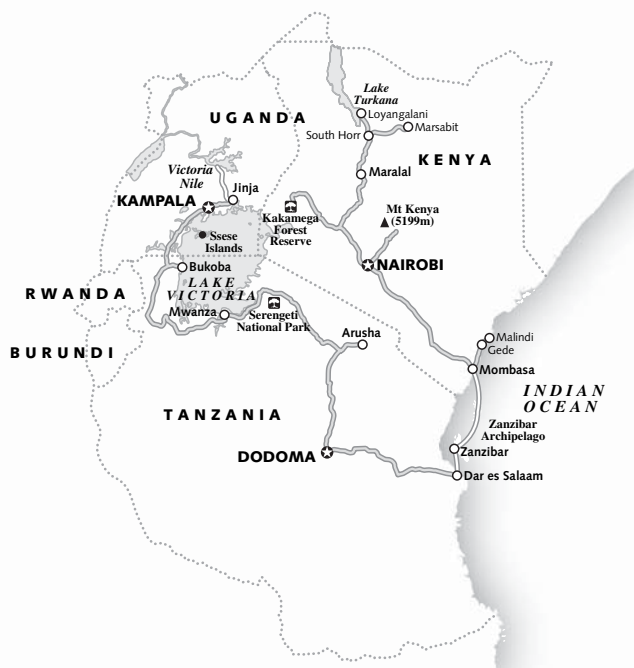 Lake
Turkana
Loyangalani
Marsabit
South Horr
UGANDA
KENYA
Victoria
Nile
Maralal
Jinja
KAMPALA
Kakamega
Forest
Reserve
Mt Kenya
(5199m)
Ssese
Islands
NAIROBI
Bukoba
LAKE
VICTORIA
RWANDA
Mwanza
Serengeti
National Park
Arusha
Malindi
Gede
BURUNDI
Mombasa
INDIAN
OCEAN
TANZANIA
Zanzibar
Archipelago
Zanzibar
DODOMA
Dar es Salaam